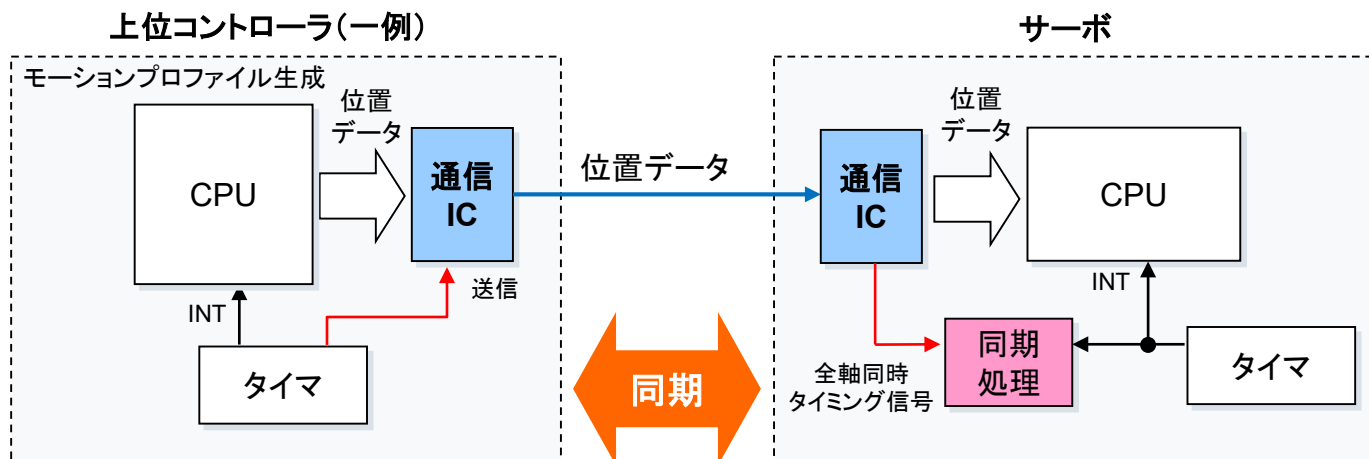 上位コントローラ(一例)
モーションプロファイル生成
CPU
位置
データ
通信
IC
INT
送信
タイマ
位置データ
同期
サーボ
通信
IC
位置
データ
CPU
INT
全軸同時
タイミング信号
同期
処理
タイマ